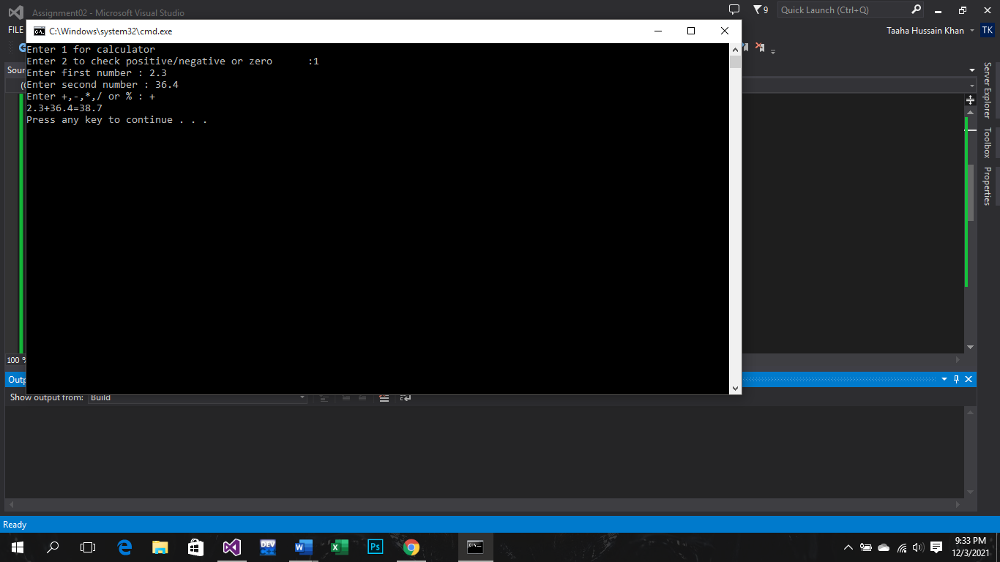 Assignment02 - Microsoft Visual Studio
9
Quick Launch (Ctrl+Q)
FILE
Taaha Hussain Khan
TK
C:\Windows\system32\cmd.exe
Enter 1 for calculator
Enter 2 to check positive/negative or zero :1
Enter first number : 2.3
Enter second number : 36.4
Enter +,-,*,/ or % : +
2.3+36.4=38.7
Press any key to continue . . .
Server Explorer
Toolbox
Properties
100 %
Show output from:
Build
Ready
DEV
C++
Ps
9:33 PM
12/3/2021